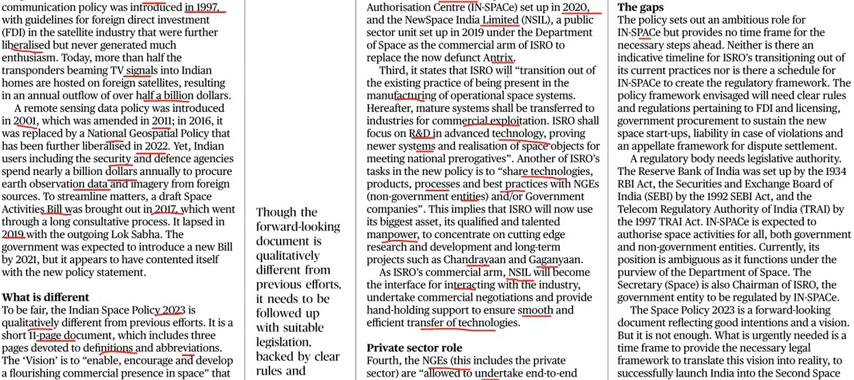 communication policy was introduced in 1997,
with guidelines for foreign direct investment
(FDI) in the satellite industry that were further
liberalised but never generated much
enthusiasm. Today, more than half the
transponders beaming TV signals into Indian
homes are hosted on foreign satellites, resulting
in an annual outflow of over half a billion dollars.
A remote sensing data policy was introduced
in 2001, which was amended in 2011; in 2016, it
was replaced by a National Geospatial Policy that
has been further liberalised in 2022. Yet, Indian
users including the security and defence agencies
spend nearly a billion dollars annually to procure
earth observation data and imagery from foreign
sources. To streamline matters, a draft Space
Activities Bill was brought out in 2017, which went
through a long consultative process. It lapsed in
2019 with the outgoing Lok Sabha. The
government was expected to introduce a new Bill
by 2021, but it appears to have contented itself
with the new policy statement.
What is different
To be fair, the Indian Space Policy 2023 is
qualitatively different from previous efforts. It is a
short 11-page document, which includes three
pages devoted to definitions and abbreviations.
The ‘Vision’ is to “enable, encourage and develop
a flourishing commercial presence in space” that
Though the
forward-looking
document is
qualitatively
different from
previous efforts,
it needs to be
followed up
with suitable
legislation,
backed by clear
rules and
Authorisation Centre (IN-SPACe) set up in 2020,
and the NewSpace India Limited (NSIL), a public
sector unit set up in 2019 under the Department
of Space as the commercial arm of ISRO to
replace the now defunct Antrix.
Third, it states that ISRO will “transition out of
the existing practice of being present in the
manufacturing of operational space systems.
Hereafter, mature systems shall be transferred to
industries for commercial exploitation. ISRO shall
focus on R&D in advanced technology, proving
newer systems and realisation of space objects for
meeting national prerogatives”. Another of ISRO’s
tasks in the new policy is to “share technologies,
products, processes and best practices with NGEs
(non-government entities) and/or Government
companies”. This implies that ISRO will now use
its biggest asset, its qualified and talented
manpower, to concentrate on cutting edge
research and development and long-term
projects such as Chandrayaan and Gaganyaan.
As ISRO’s commercial arm, NSIL will become
the interface for interacting with the industry,
undertake commercial negotiations and provide
hand-holding support to ensure smooth and
efficient transfer of technologies.
Private sector role
Fourth, the NGEs (this includes the private
sector) are “allowed to undertake end-to-end
The gaps
The policy sets out an ambitious role for
IN-SPACe but provides no time frame for the
necessary steps ahead. Neither is there an
indicative timeline for ISRO’s transitioning out of
its current practices nor is there a schedule for
IN-SPACe to create the regulatory framework. The
policy framework envisaged will need clear rules
and regulations pertaining to FDI and licensing,
government procurement to sustain the new
space start-ups, liability in case of violations and
an appellate framework for dispute settlement.
A regulatory body needs legislative authority.
The Reserve Bank of India was set up by the 1934
RBI Act, the Securities and Exchange Board of
India (SEBI) by the 1992 SEBI Act, and the
Telecom Regulatory Authority of India (TRAI) by
the 1997 TRAI Act. IN-SPACe is expected to
authorise space activities for all, both government
and non-government entities. Currently, its
position is ambiguous as it functions under the
purview of the Department of Space. The
Secretary (Space) is also Chairman of ISRO, the
government entity to be regulated by IN-SPACe.
The Space Policy 2023 is a forward-looking
document reflecting good intentions and a vision.
But it is not enough. What is urgently needed is a
time frame to provide the necessary legal
framework to translate this vision into reality, to
successfully launch India into the Second Space